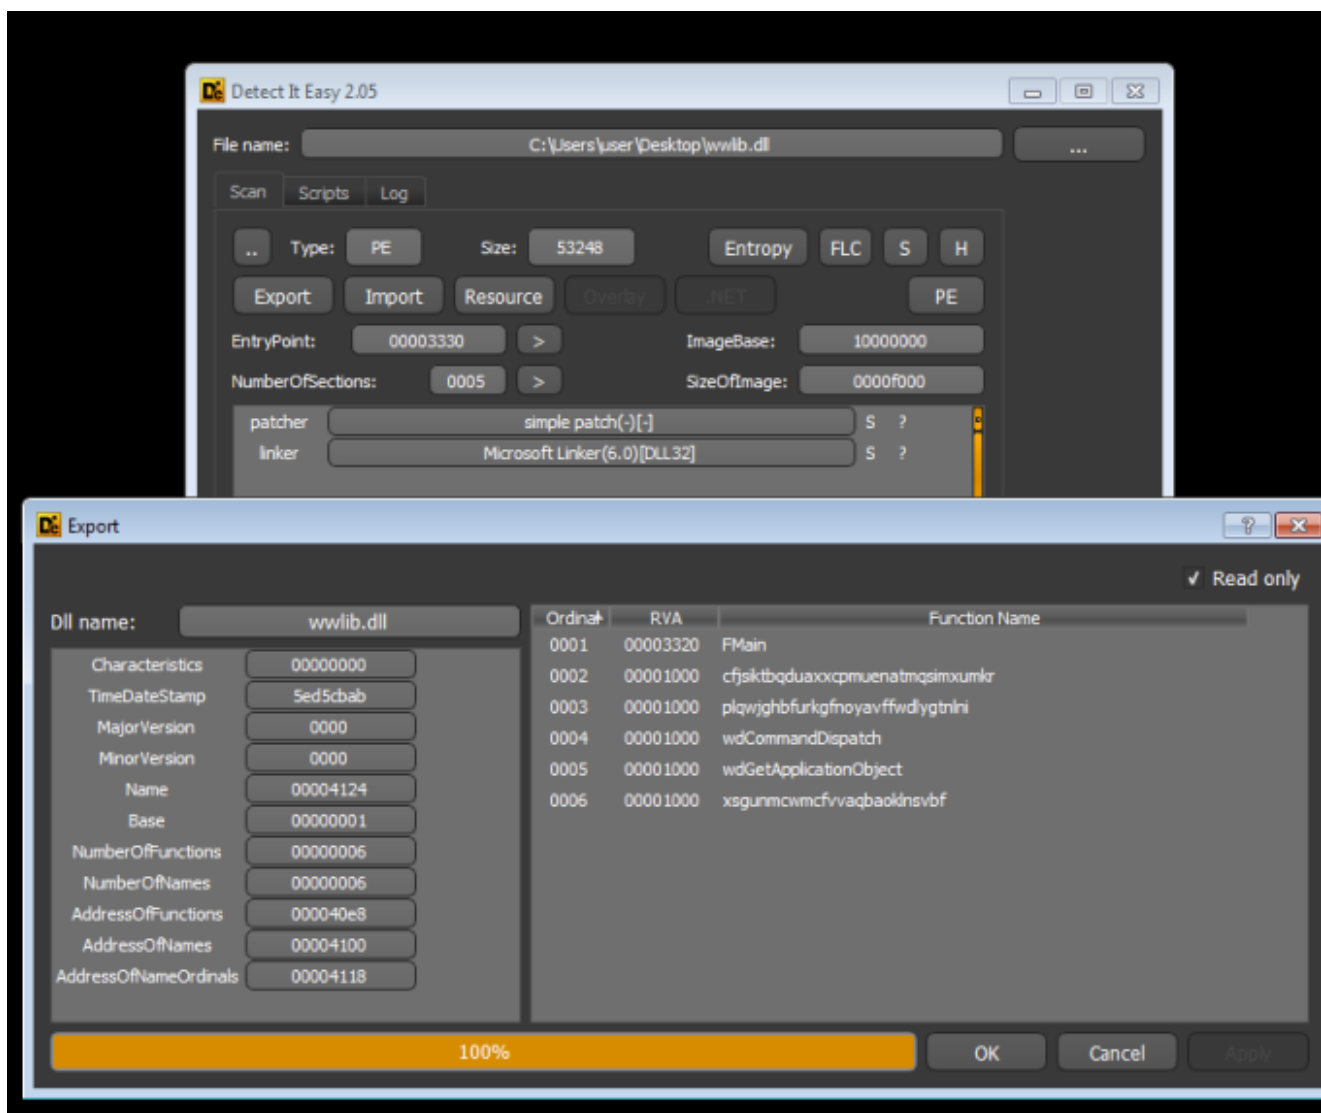 Detect It Easy 2.05
File name: C:\Users\user\Desktop\wwlib.dll ...
Scan Scripts Log
.. Type: PE Size: 53248 Entropy FLC S H
Export Import Resource Overlay .NET PE
EntryPoint: 00003330 > ImageBase: 10000000
NumberOfSections: 0005 > SizeOfImage: 0000f000
patcher simple patch(-)[-] S ?
linker Microsoft Linker(6.0)[DLL32] S ?
Export
Read only
Dll name: wwlib.dll
Characteristics 00000000
TimeDateStamp 5ed5cbab
MajorVersion 0000
MinorVersion 0000
Name 00004124
Base 00000001
NumberOfFunctions 00000006
NumberOfNames 00000006
AddressOfFunctions 000040e8
AddressOfNames 00004100
AddressOfNameOrdinals 00004118
Ordinal RVA Function Name
0001 00003320 FMain
0002 00001000 cfjsiktbqduaxxcpmuenatmqsimxumkr
0003 00001000 plqwjghbfurkgfnoyavffwdlygtnlni
0004 00001000 wdCommandDispatch
0005 00001000 wdGetApplicationObject
0006 00001000 xsgunmcwmcfvvaqbaoklnsvbf
100% OK Cancel Apply